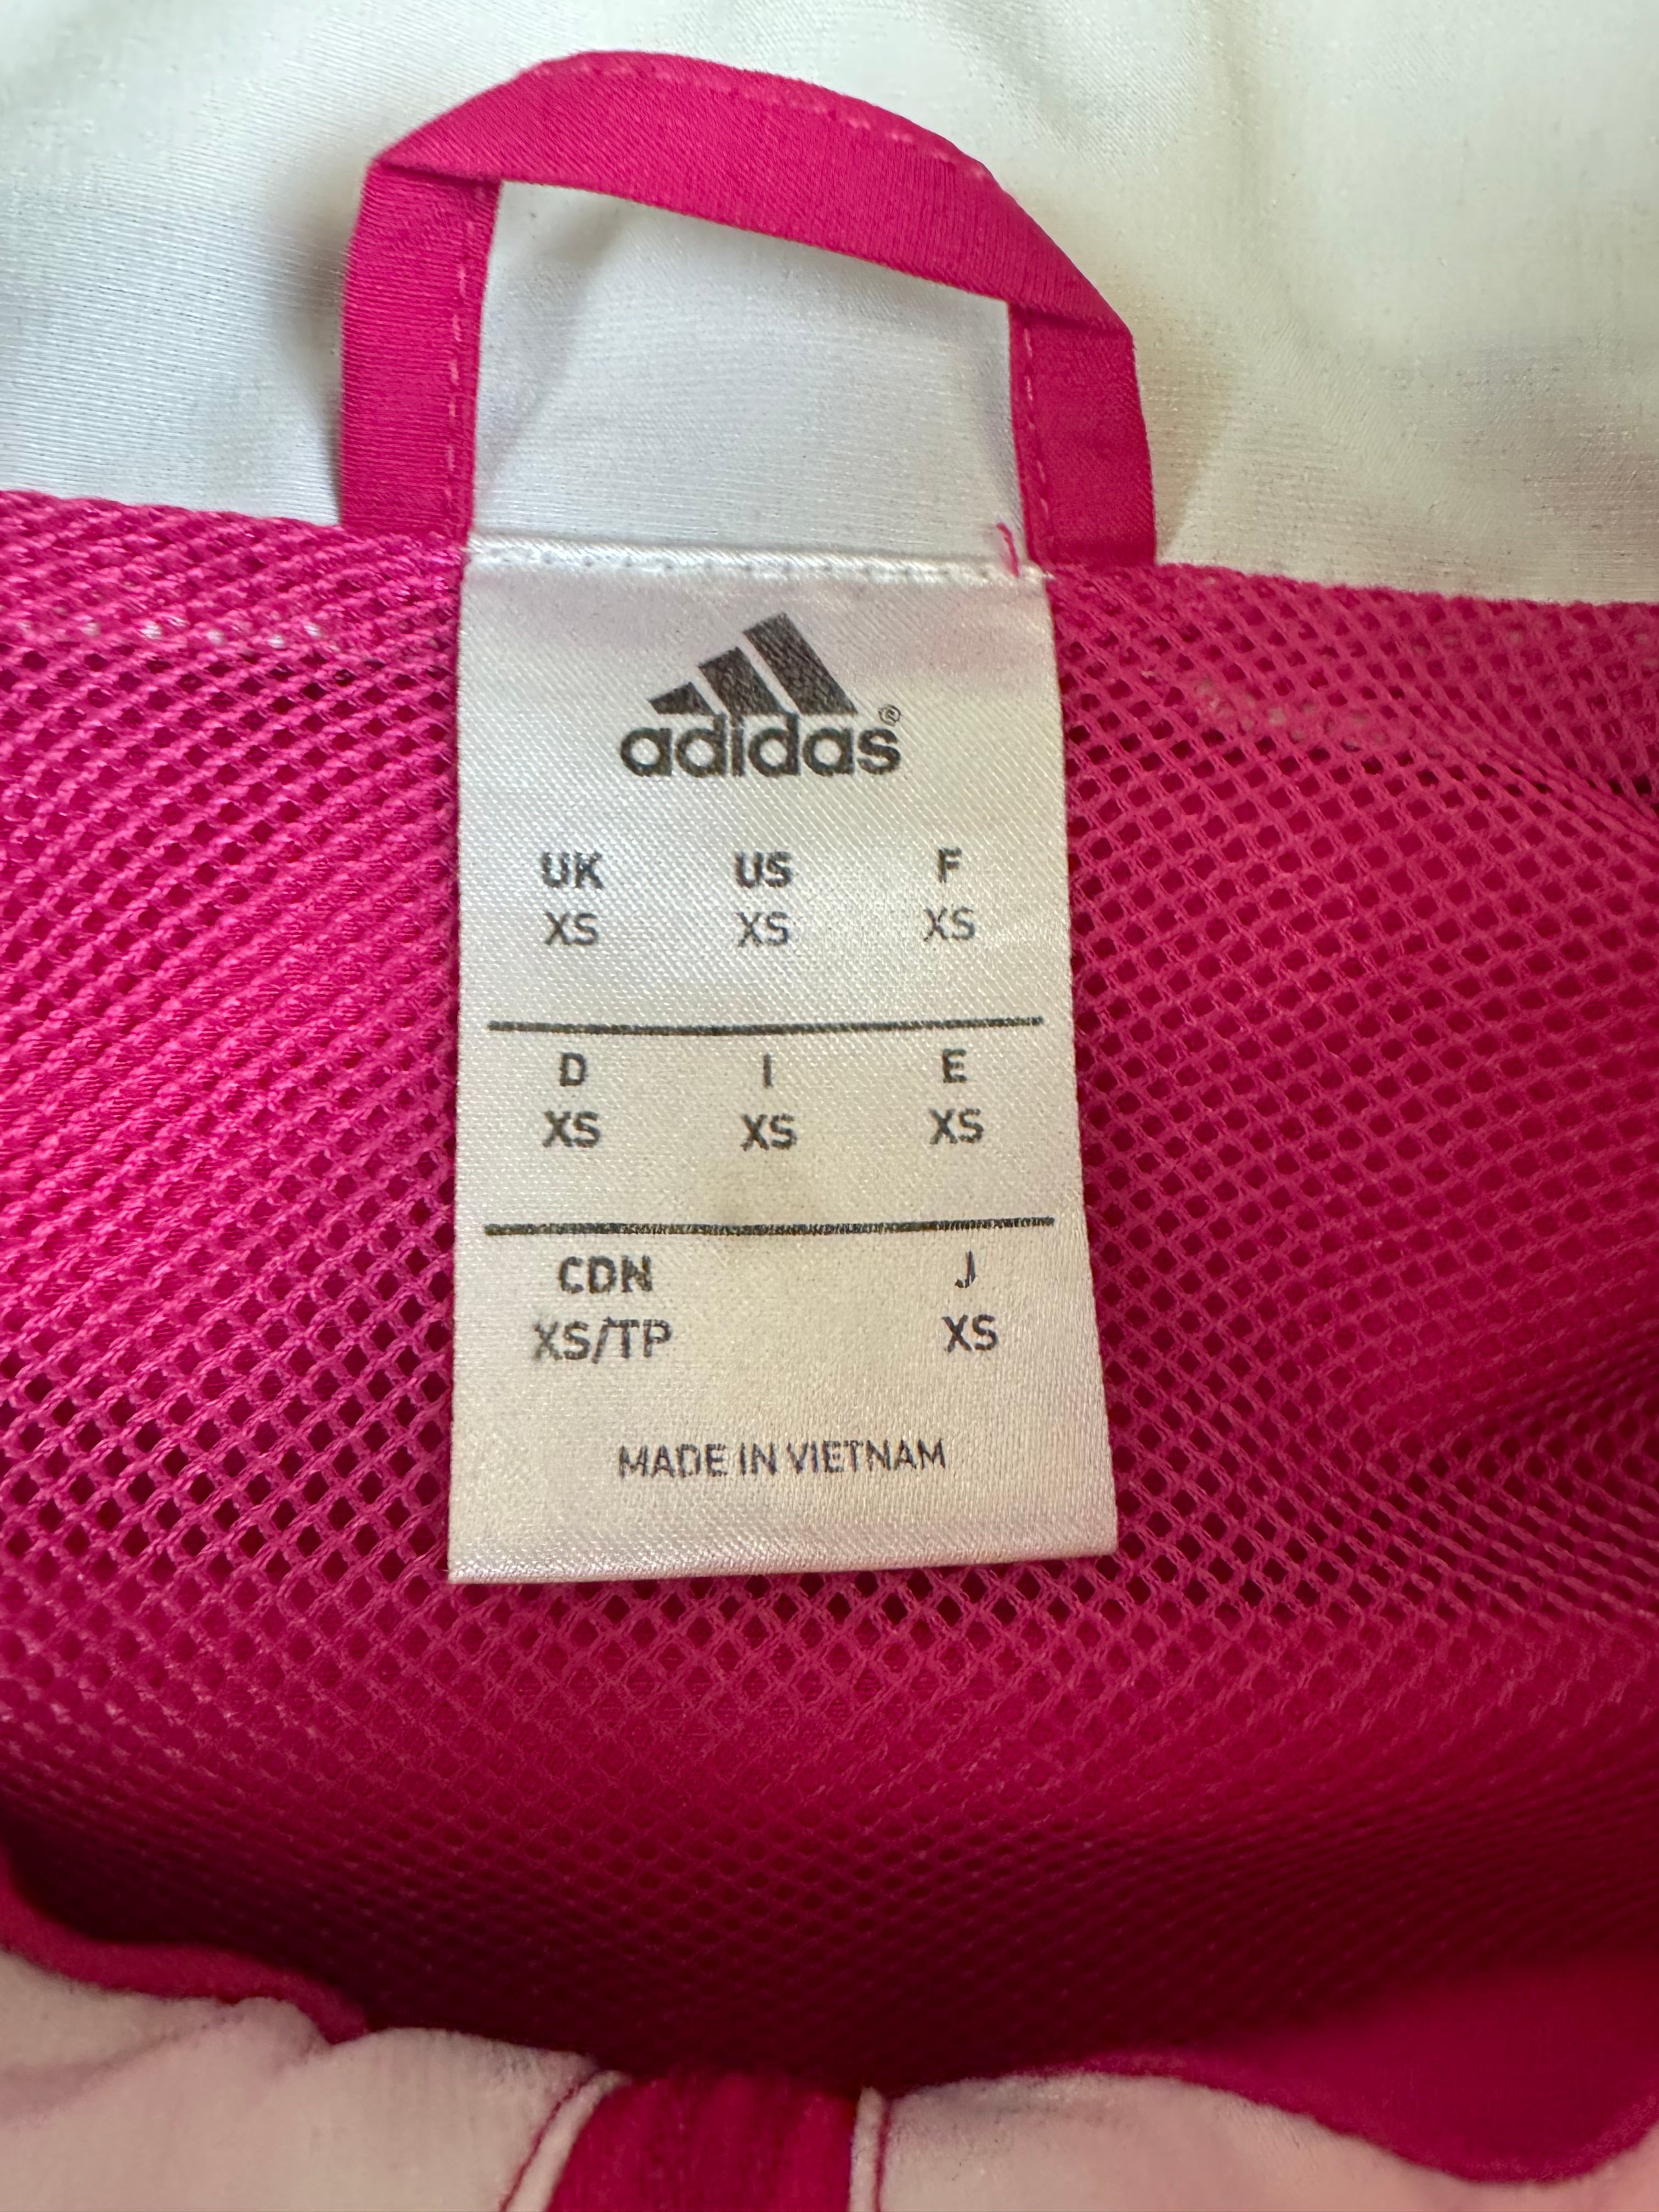 adidas®
UK US F
XS XS XS
D I E
XS XS XS
CDN J
XS/TP XS
MADE IN VIETNAM